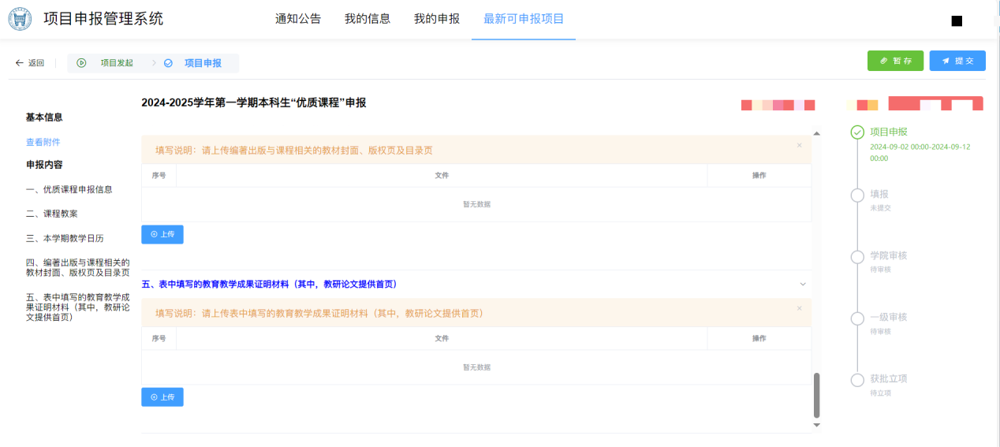 项目申报管理系统
通知公告
我的信息
我的申报
最新可申报项目
返回
项目发起
项目申报
暂存
提交
2024-2025学年第一学期本科生“优质课程”申报
基本信息
查看附件
申报内容
一、优质课程申报信息
二、课程教案
三、本学期教学日历
四、编著出版与课程相关的
教材封面、版权页及目录页
五、表中填写的教育教学成
果证明材料（其中，教研论
文提供首页）
填写说明：请上传编著出版与课程相关的教材封面、版权页及目录页
序号 文件 操作
暂无数据
上传
五、表中填写的教育教学成果证明材料（其中，教研论文提供首页）
填写说明：请上传表中填写的教育教学成果证明材料（其中，教研论文提供首页）
序号 文件 操作
暂无数据
上传
项目申报
2024-09-02 00:00-2024-09-12
00:00
填报
未提交
学院审核
待审核
一级审核
待审核
获批立项
待立项